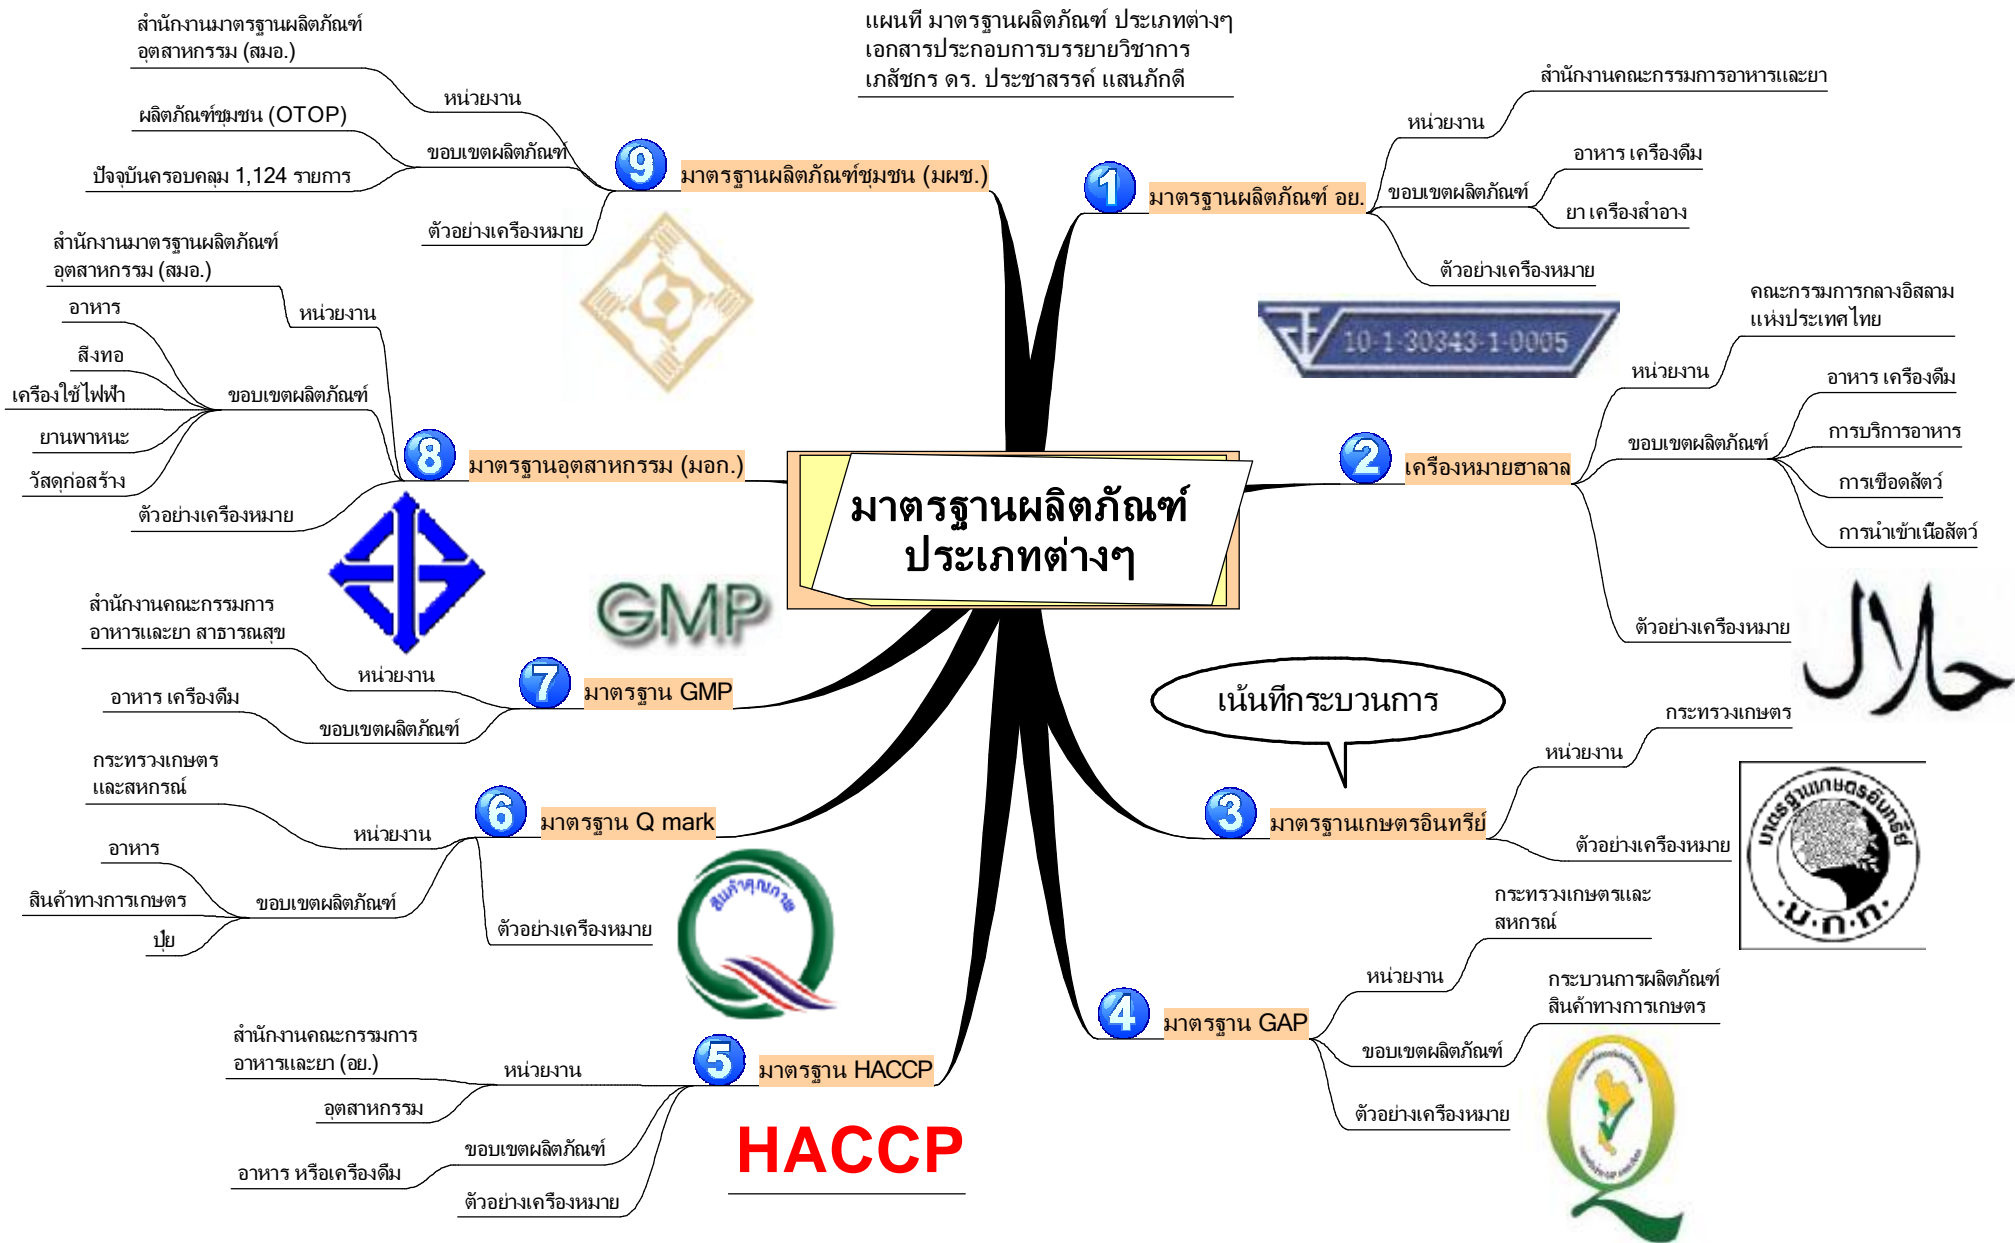 แผนที่ มาตรฐานผลิตภัณฑ์ ประเภทต่างๆ
เอกสารประกอบการบรรยายวิชาการ
เภสัชกร ดร. ประชาสรรค์ แสนภักดี
มาตรฐานผลิตภัณฑ์
ประเภทต่างๆ
1
มาตรฐานผลิตภัณฑ์ อย.
หน่วยงาน
สำนักงานคณะกรรมการอาหารและยา
ขอบเขตผลิตภัณฑ์
อาหาร เครื่องดื่ม
ยา เครื่องสำอาง
ตัวอย่างเครื่องหมาย
10-1-30343-1-0005
2
เครื่องหมายฮาลาล
หน่วยงาน
คณะกรรมการกลางอิสลาม
แห่งประเทศไทย
ขอบเขตผลิตภัณฑ์
อาหาร เครื่องดื่ม
การบริการอาหาร
การเชือดสัตว์
การนำเข้าเนื้อสัตว์
ตัวอย่างเครื่องหมาย
حلال
เน้นที่กระบวนการ
3
มาตรฐานเกษตรอินทรีย์
หน่วยงาน
กระทรวงเกษตร
ตัวอย่างเครื่องหมาย
มาตรฐานเกษตรอินทรีย์
ม.ก.ท.
4
มาตรฐาน GAP
หน่วยงาน
กระทรวงเกษตรและ
สหกรณ์
ขอบเขตผลิตภัณฑ์
กระบวนการผลิตภัณฑ์
สินค้าทางการเกษตร
ตัวอย่างเครื่องหมาย
5
มาตรฐาน HACCP
หน่วยงาน
สำนักงานคณะกรรมการ
อาหารและยา (อย.)
อุตสาหกรรม
ขอบเขตผลิตภัณฑ์
อาหาร หรือเครื่องดื่ม
ตัวอย่างเครื่องหมาย
HACCP
6
มาตรฐาน Q mark
หน่วยงาน
กระทรวงเกษตร
และสหกรณ์
ขอบเขตผลิตภัณฑ์
อาหาร
สินค้าทางการเกษตร
ปุ๋ย
ตัวอย่างเครื่องหมาย
สินค้าคุณภาพ
7
มาตรฐาน GMP
หน่วยงาน
สำนักงานคณะกรรมการ
อาหารและยา สาธารณสุข
ขอบเขตผลิตภัณฑ์
อาหาร เครื่องดื่ม
GMP
8
มาตรฐานอุตสาหกรรม (มอก.)
หน่วยงาน
สำนักงานมาตรฐานผลิตภัณฑ์
อุตสาหกรรม (สมอ.)
ขอบเขตผลิตภัณฑ์
อาหาร
สิ่งทอ
เครื่องใช้ไฟฟ้า
ยานพาหนะ
วัสดุก่อสร้าง
ตัวอย่างเครื่องหมาย
9
มาตรฐานผลิตภัณฑ์ชุมชน (มผช.)
หน่วยงาน
สำนักงานมาตรฐานผลิตภัณฑ์
อุตสาหกรรม (สมอ.)
ขอบเขตผลิตภัณฑ์
ผลิตภัณฑ์ชุมชน (OTOP)
ปัจจุบันครอบคลุม 1,124 รายการ
ตัวอย่างเครื่องหมาย